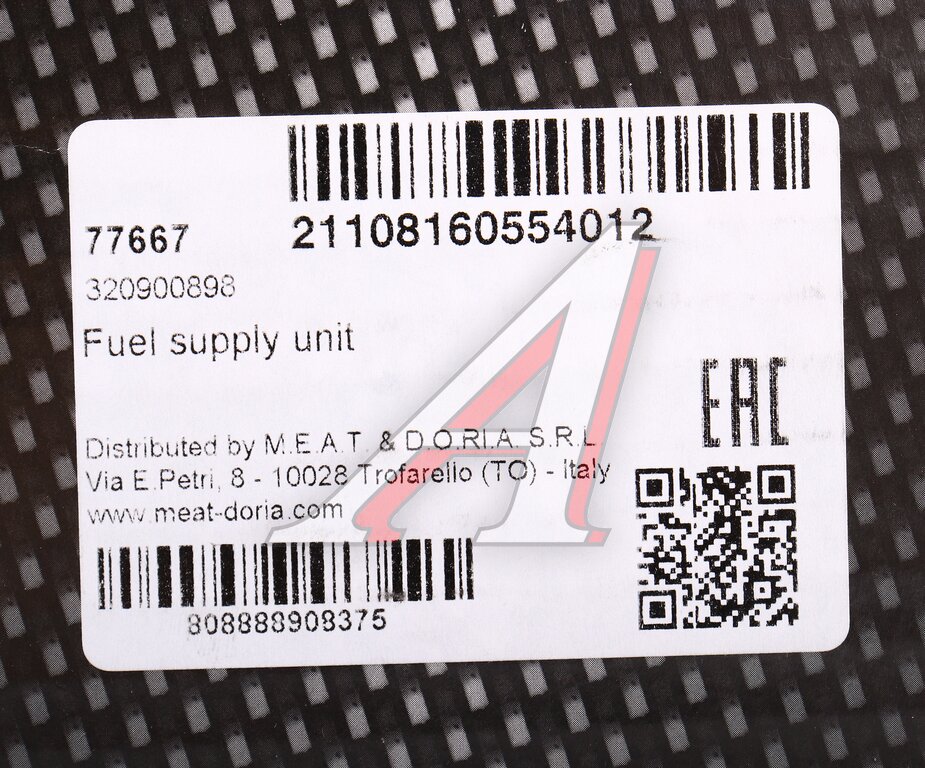 21108160554012
77667
320900898
Fuel supply unit
EAC
Distributed by M.E.A.T. & D.O.RI.A. S.R.L
Via E.Petri, 8 - 10028 Trofarello (TO) - Italy
www.meat-doria.com
808888908375